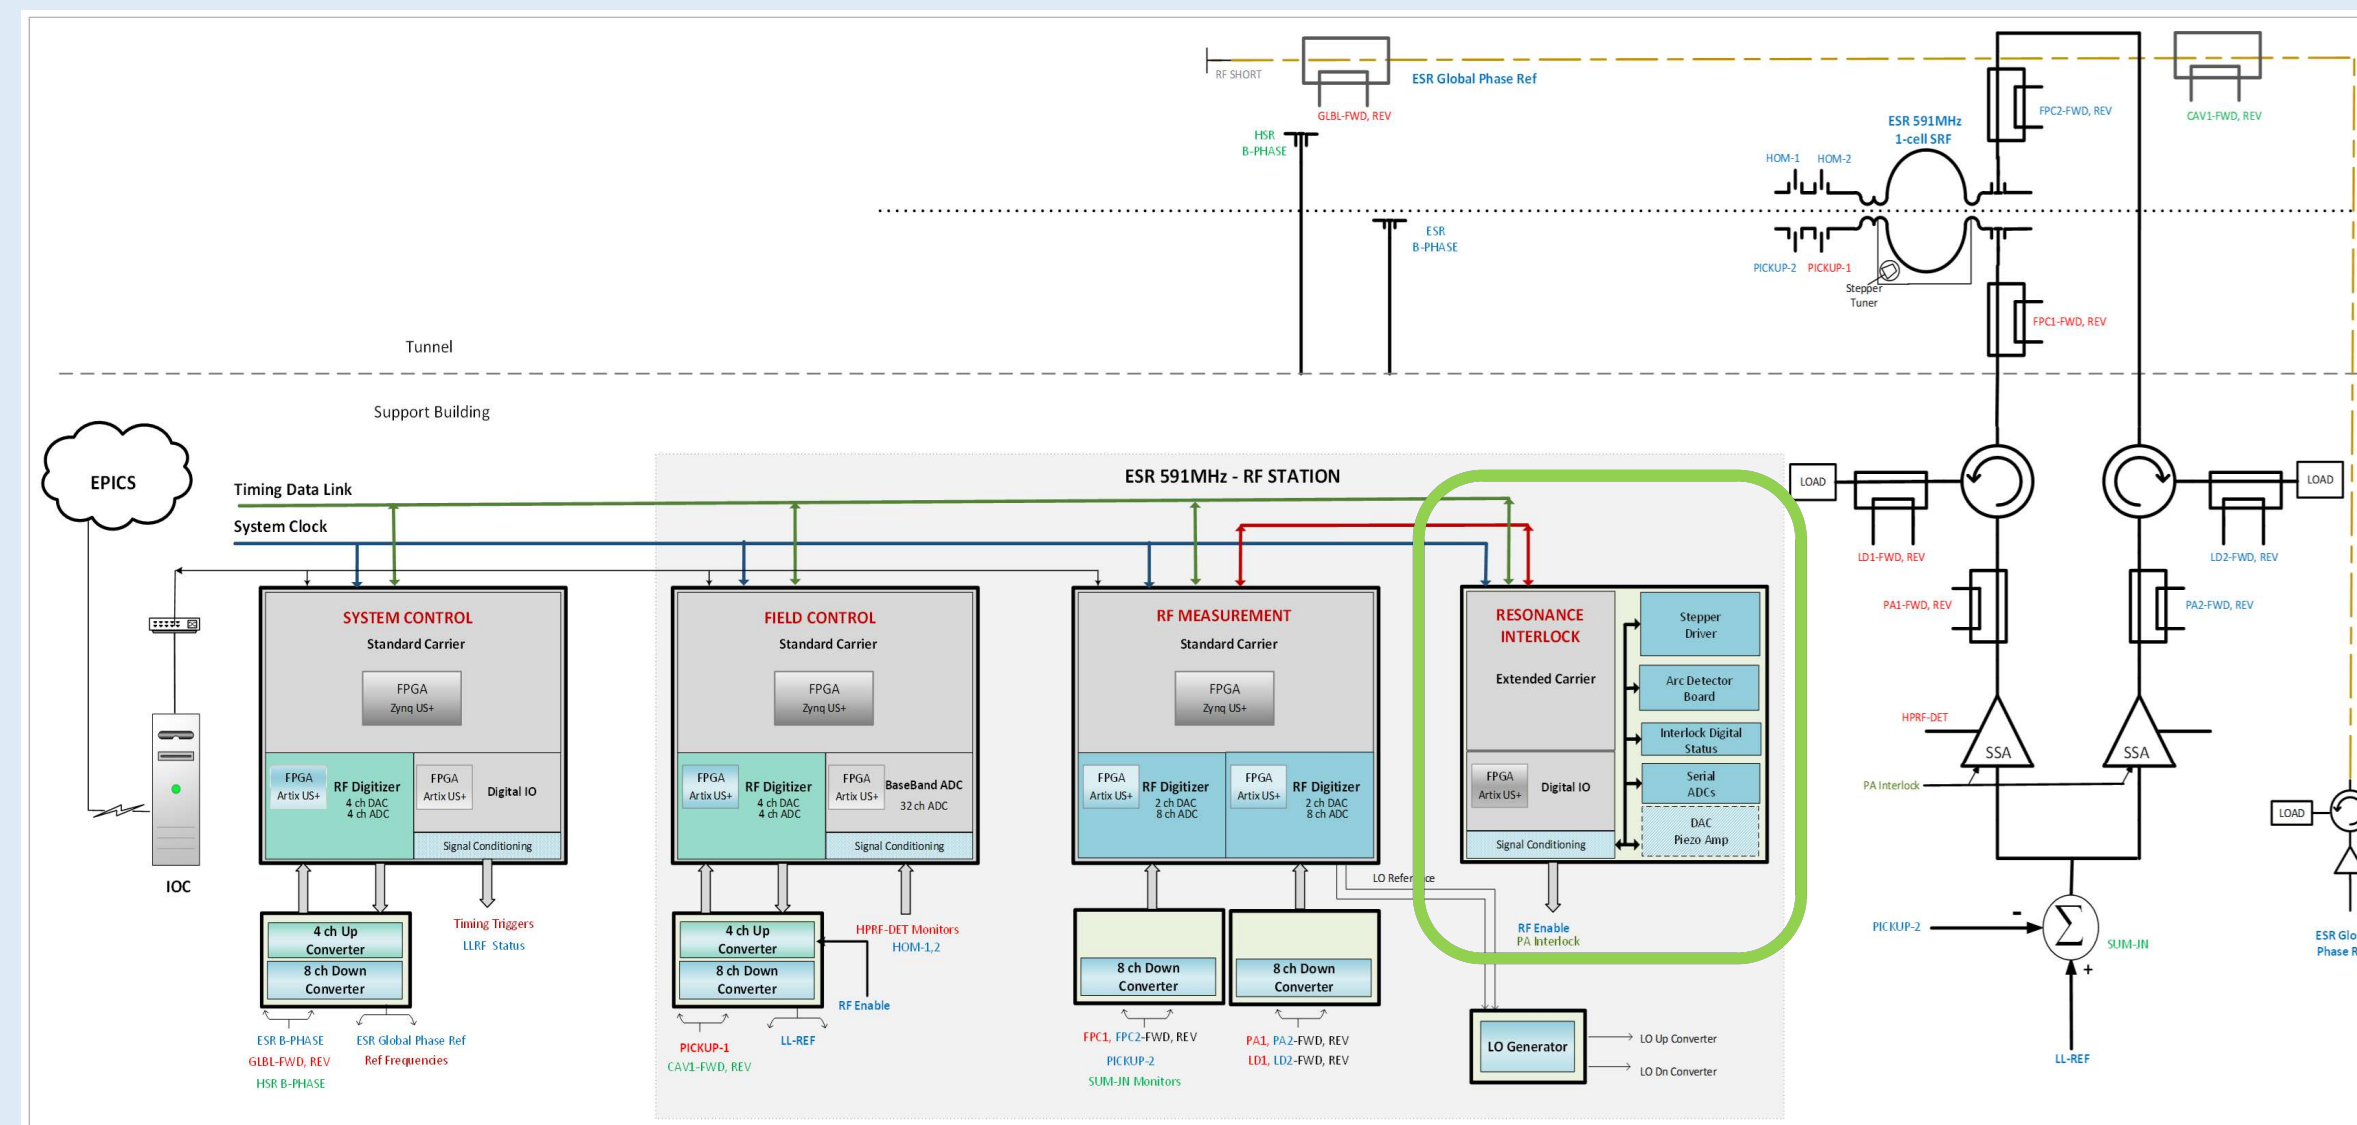 RF SHORT
ESR Global Phase Ref
GLBL-FWD, REV
HSR
B-PHASE
ESR
B-PHASE
ESR 591MHz
1-cell SRF
HOM-1
HOM-2
PICKUP-2
PICKUP-1
Stepper
Tuner
FPC2-FWD, REV
CAV1-FWD, REV
FPC1-FWD, REV
Tunnel
Support Building
EPICS
IOC
Timing Data Link
System Clock
ESR 591MHz - RF STATION
SYSTEM CONTROL
Standard Carrier
FPGA
Zynq US+
FPGA
Artix US+
RF Digitizer
4 ch DAC
4 ch ADC
FPGA
Artix US+
Digital IO
Signal Conditioning
4 ch Up
Converter
8 ch Down
Converter
Timing Triggers
LLRF Status
ESR B-PHASE
GLBL-FWD, REV
HSR B-PHASE
ESR Global Phase Ref
Ref Frequencies
FIELD CONTROL
Standard Carrier
FPGA
Zynq US+
FPGA
Artix US+
RF Digitizer
4 ch DAC
4 ch ADC
FPGA
Artix US+
BaseBand ADC
32 ch ADC
Signal Conditioning
4 ch Up
Converter
8 ch Down
Converter
HPRF-DET Monitors
HOM-1,2
RF Enable
PICKUP-1
CAV1-FWD, REV
LL-REF
RF MEASUREMENT
Standard Carrier
FPGA
Zynq US+
FPGA
Artix US+
RF Digitizer
2 ch DAC
8 ch ADC
FPGA
Artix US+
RF Digitizer
2 ch DAC
8 ch ADC
LO Reference
8 ch Down
Converter
8 ch Down
Converter
FPC1, FPC2-FWD, REV
PICKUP-2
SUM-JN Monitors
PA1, PA2-FWD, REV
LD1, LD2-FWD, REV
RESONANCE
INTERLOCK
Extended Carrier
FPGA
Artix US+
Digital IO
Signal Conditioning
Stepper
Driver
Arc Detector
Board
Interlock Digital
Status
Serial
ADCs
DAC
Piezo Amp
RF Enable
PA Interlock
LO Generator
LO Up Converter
LO Dn Converter
LOAD
LOAD
LD1-FWD, REV
LD2-FWD, REV
PA1-FWD, REV
PA2-FWD, REV
HPRF-DET
SSA
SSA
PA Interlock
LOAD
PICKUP-2
-
Σ
+
SUM-JN
LL-REF
ESR Glo
Phase R